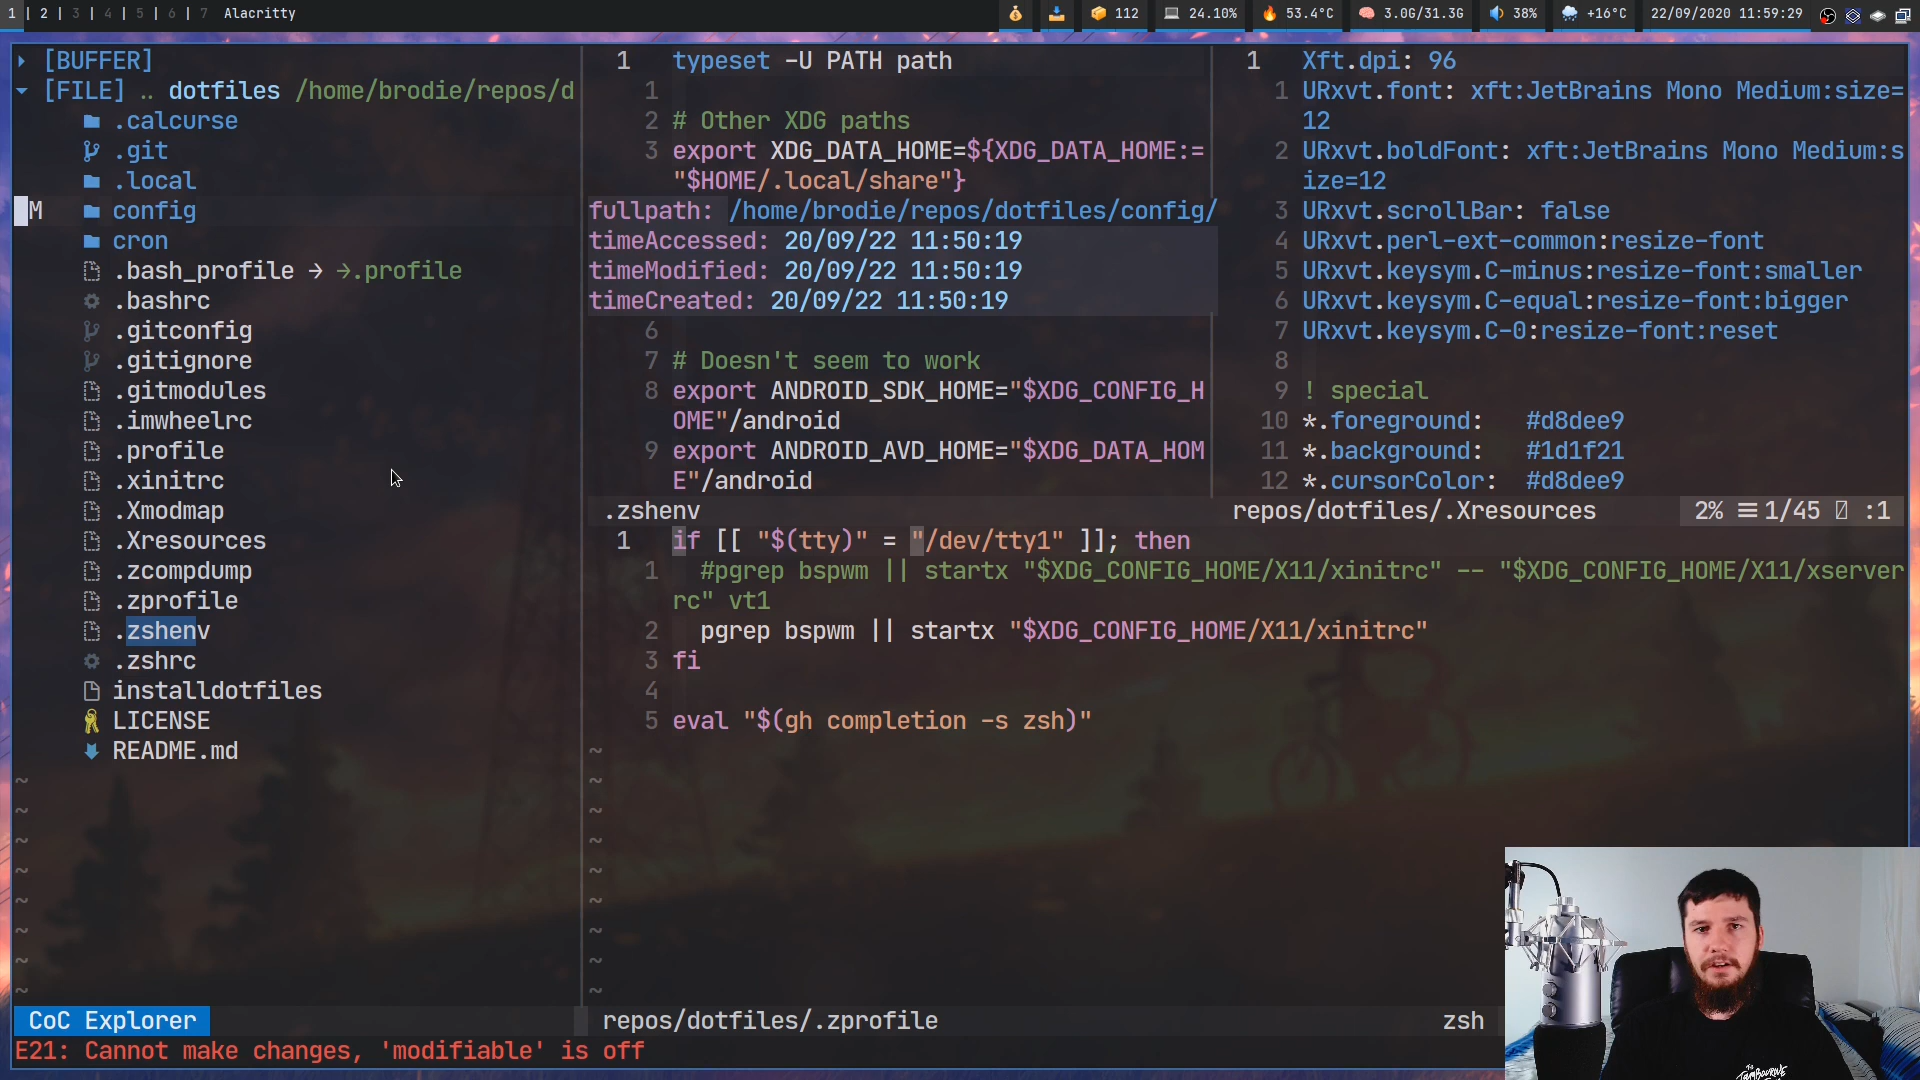 1 | 2 | 3 | 4 | 5 | 6 | 7 Alacritty
112 24.10% 53.4°C 3.0G/31.3G 38% +16°C 22/09/2020 11:59:29
[BUFFER]
[FILE] .. dotfiles /home/brodie/repos/d
.calcurse
.git
.local
M config
cron
.bash_profile → →.profile
.bashrc
.gitconfig
.gitignore
.gitmodules
.imwheelrc
.profile
.xinitrc
.Xmodmap
.Xresources
.zcompdump
.zprofile
.zshenv
.zshrc
installdotfiles
LICENSE
README.md
~
~
~
~
~
~
~
~
CoC Explorer
1 typeset -U PATH path
1
2 # Other XDG paths
3 export XDG_DATA_HOME=${XDG_DATA_HOME:=
"$HOME/.local/share"}
fullpath: /home/brodie/repos/dotfiles/config/
timeAccessed: 20/09/22 11:50:19
timeModified: 20/09/22 11:50:19
timeCreated: 20/09/22 11:50:19
6
7 # Doesn't seem to work
8 export ANDROID_SDK_HOME="$XDG_CONFIG_H
OME"/android
9 export ANDROID_AVD_HOME="$XDG_DATA_HOM
E"/android
.zshenv
1 Xft.dpi: 96
1 URxvt.font: xft:JetBrains Mono Medium:size=
12
2 URxvt.boldFont: xft:JetBrains Mono Medium:s
ize=12
3 URxvt.scrollBar: false
4 URxvt.perl-ext-common:resize-font
5 URxvt.keysym.C-minus:resize-font:smaller
6 URxvt.keysym.C-equal:resize-font:bigger
7 URxvt.keysym.C-0:resize-font:reset
8
9 ! special
10 *.foreground: #d8dee9
11 *.background: #1d1f21
12 *.cursorColor: #d8dee9
repos/dotfiles/.Xresources 2% ☰ 1/45 :1
1 if [[ "$(tty)" = "/dev/tty1" ]]; then
1 #pgrep bspwm || startx "$XDG_CONFIG_HOME/X11/xinitrc" -- "$XDG_CONFIG_HOME/X11/xserver
rc" vt1
2 pgrep bspwm || startx "$XDG_CONFIG_HOME/X11/xinitrc"
3 fi
4
5 eval "$(gh completion -s zsh)"
~
~
~
~
~
~
~
~
~
repos/dotfiles/.zprofile zsh
E21: Cannot make changes, 'modifiable' is off